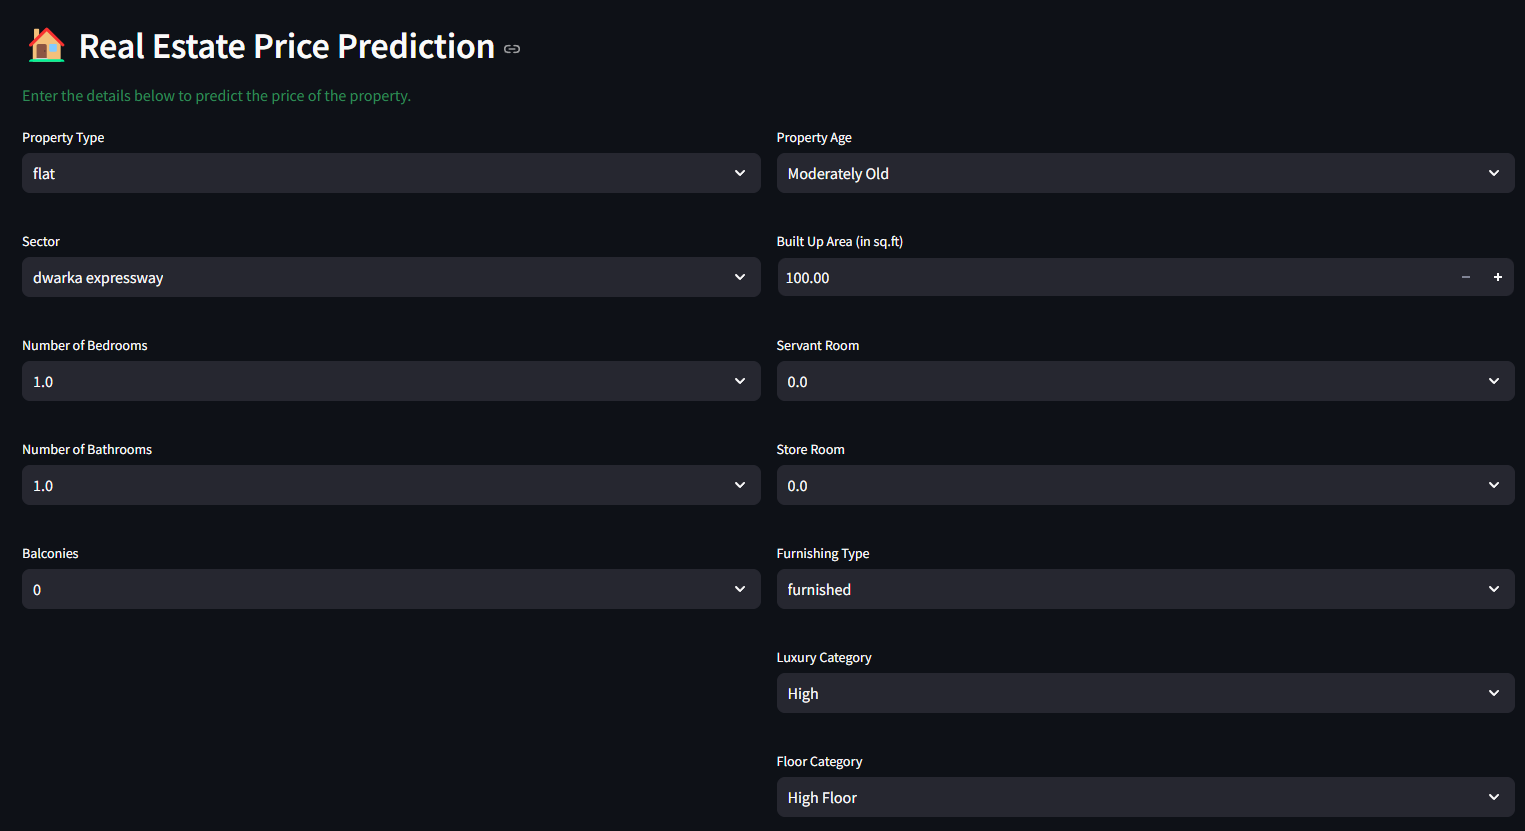 Real Estate Price Prediction
Enter the details below to predict the price of the property.
Property Type
flat
Sector
dwarka expressway
Number of Bedrooms
1.0
Number of Bathrooms
1.0
Balconies
0
Property Age
Moderately Old
Built Up Area (in sq.ft)
100.00
Servant Room
0.0
Store Room
0.0
Furnishing Type
furnished
Luxury Category
High
Floor Category
High Floor